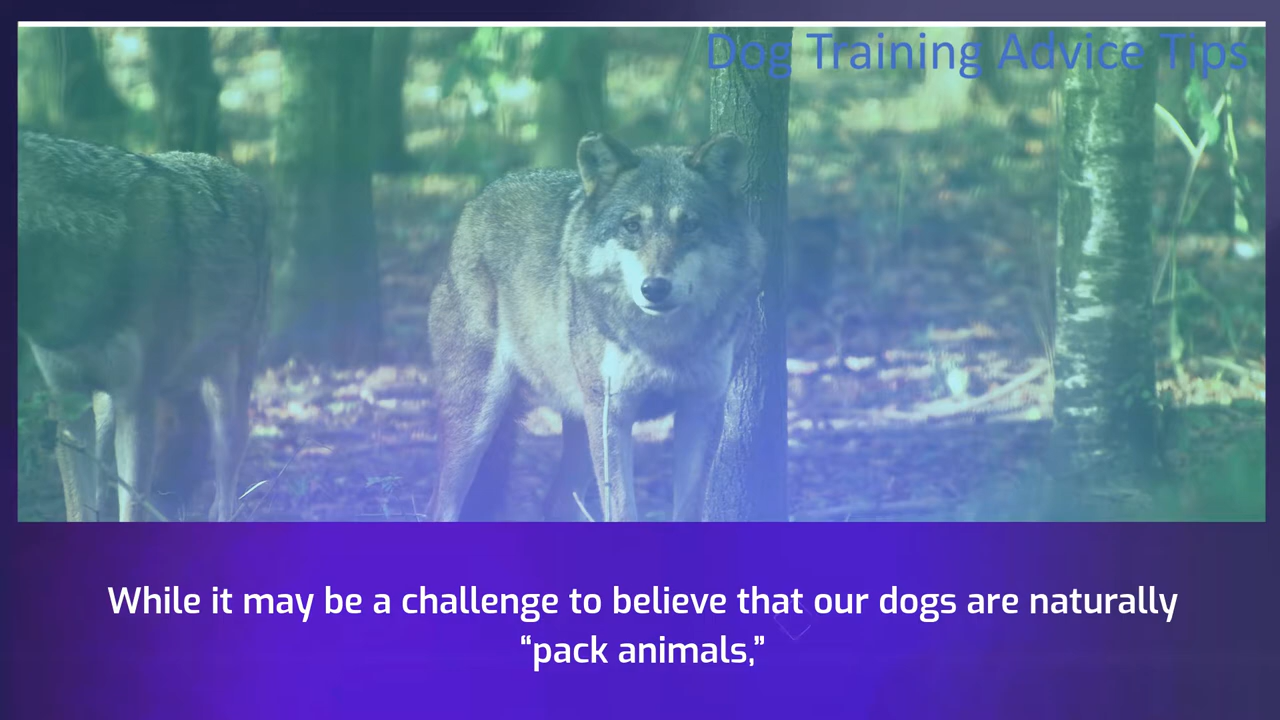 Dog Training Advice Tips
While it may be a challenge to believe that our dogs are naturally
“pack animals,”